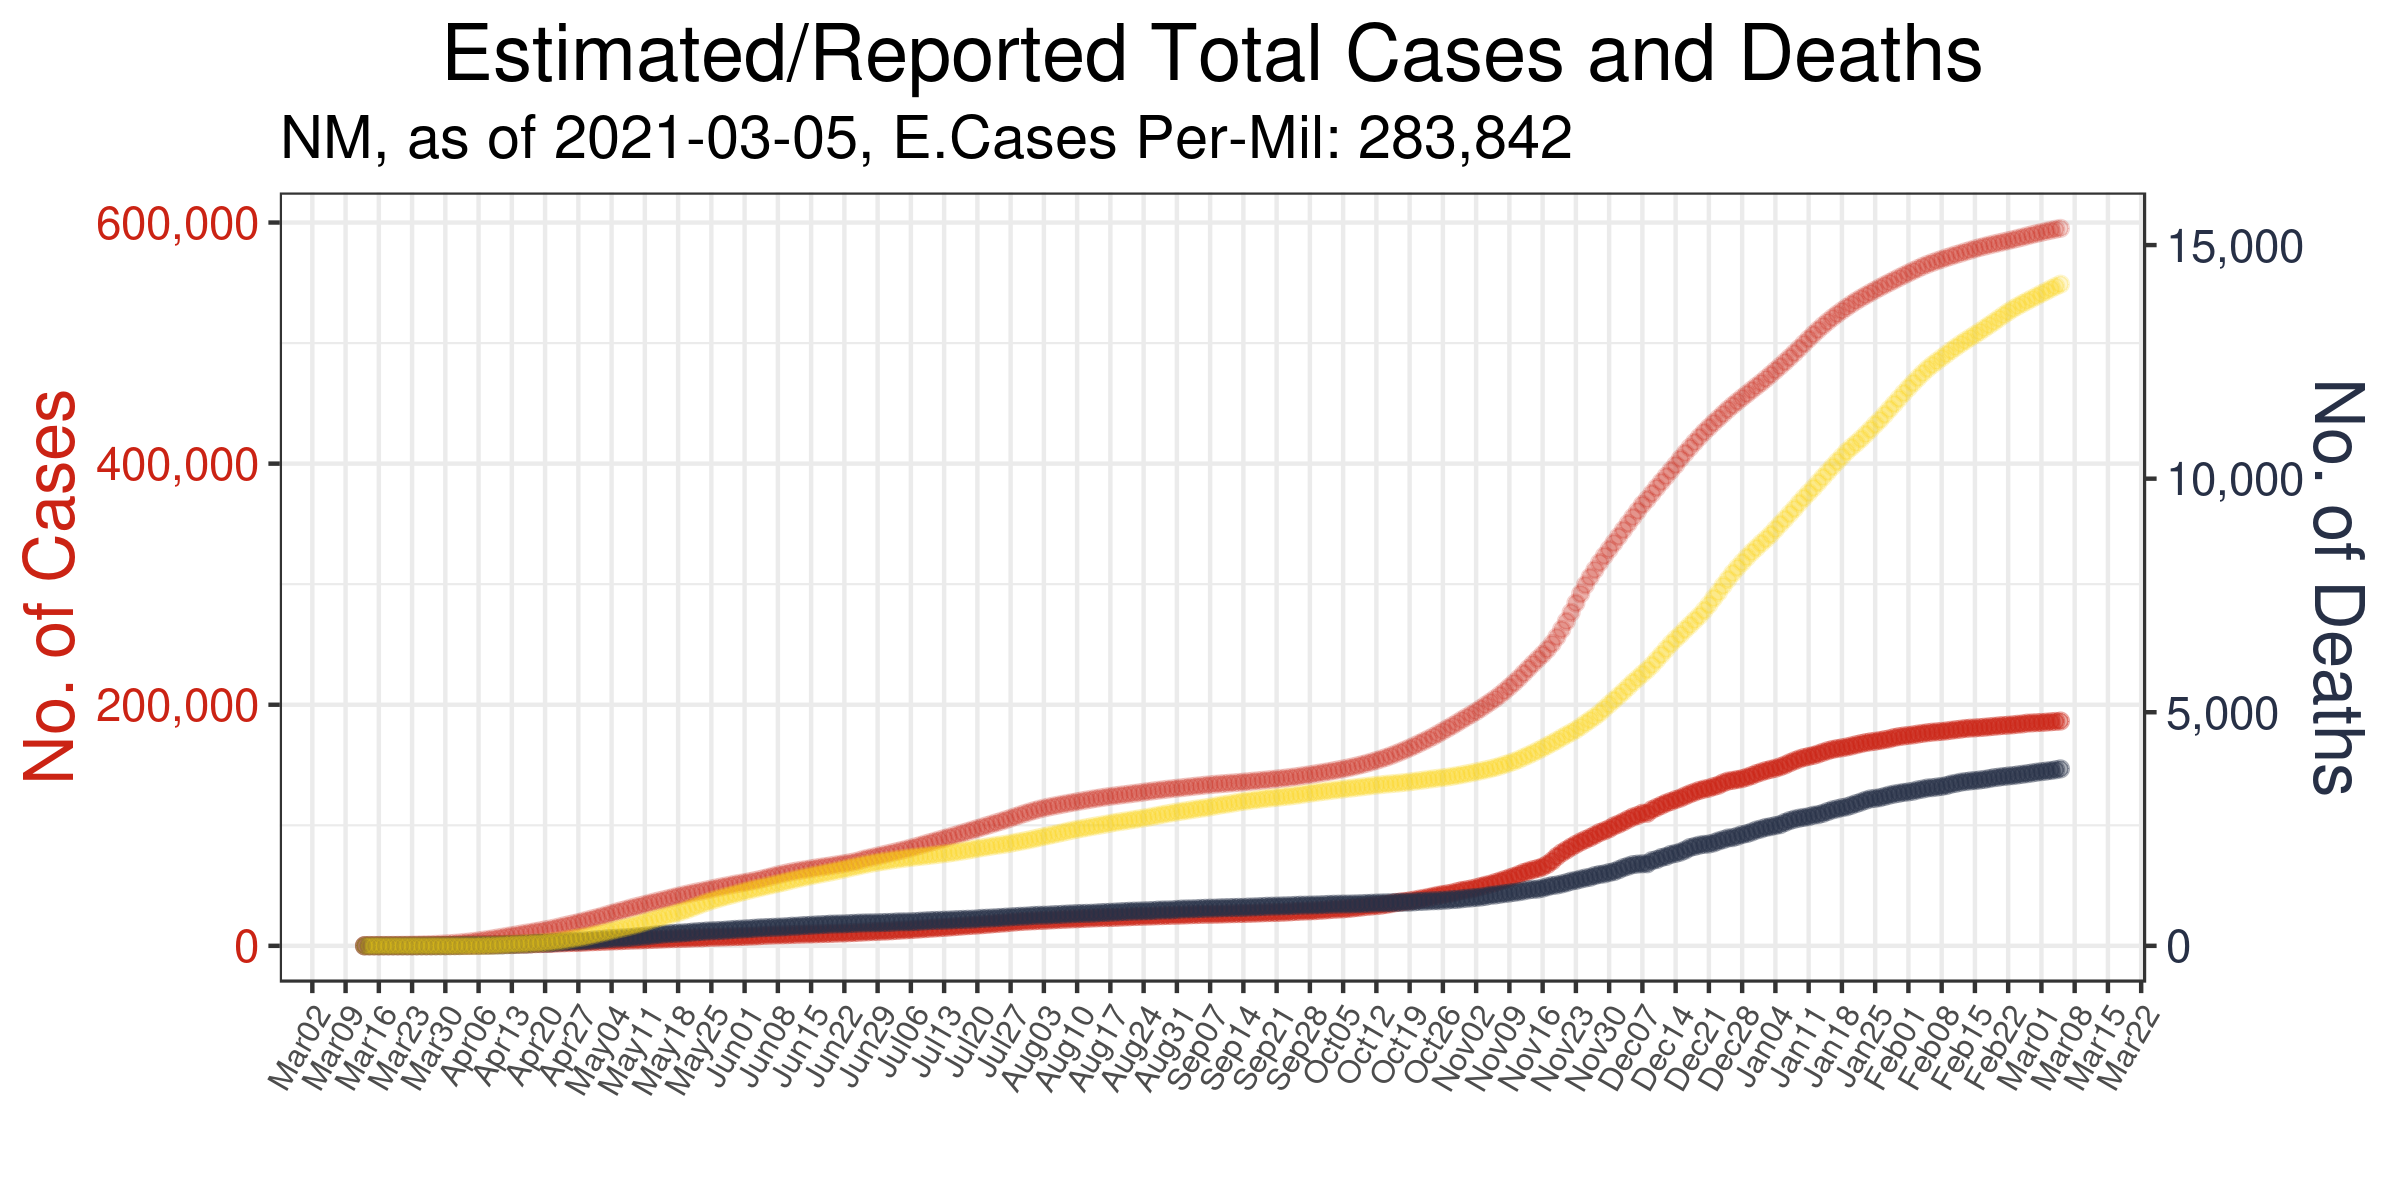 Estimated/Reported Total Cases and Deaths
NM, as of 2021-03-05, E.Cases Per-Mil: 283,842
No. of Cases
600,000
400,000
200,000
0
15,000
10,000
5,000
0
No. of Deaths
Mar02
Mar09
Mar16
Mar23
Mar30
Apr06
Apr13
Apr20
Apr27
May04
May11
May18
May25
Jun01
Jun08
Jun15
Jun22
Jun29
Jul06
Jul13
Jul20
Jul27
Aug03
Aug10
Aug17
Aug24
Aug31
Sep07
Sep14
Sep21
Sep28
Oct05
Oct12
Oct19
Oct26
Nov02
Nov09
Nov16
Nov23
Nov30
Dec07
Dec14
Dec21
Dec28
Jan04
Jan11
Jan18
Jan25
Feb01
Feb08
Feb15
Feb22
Mar01
Mar08
Mar15
Mar22